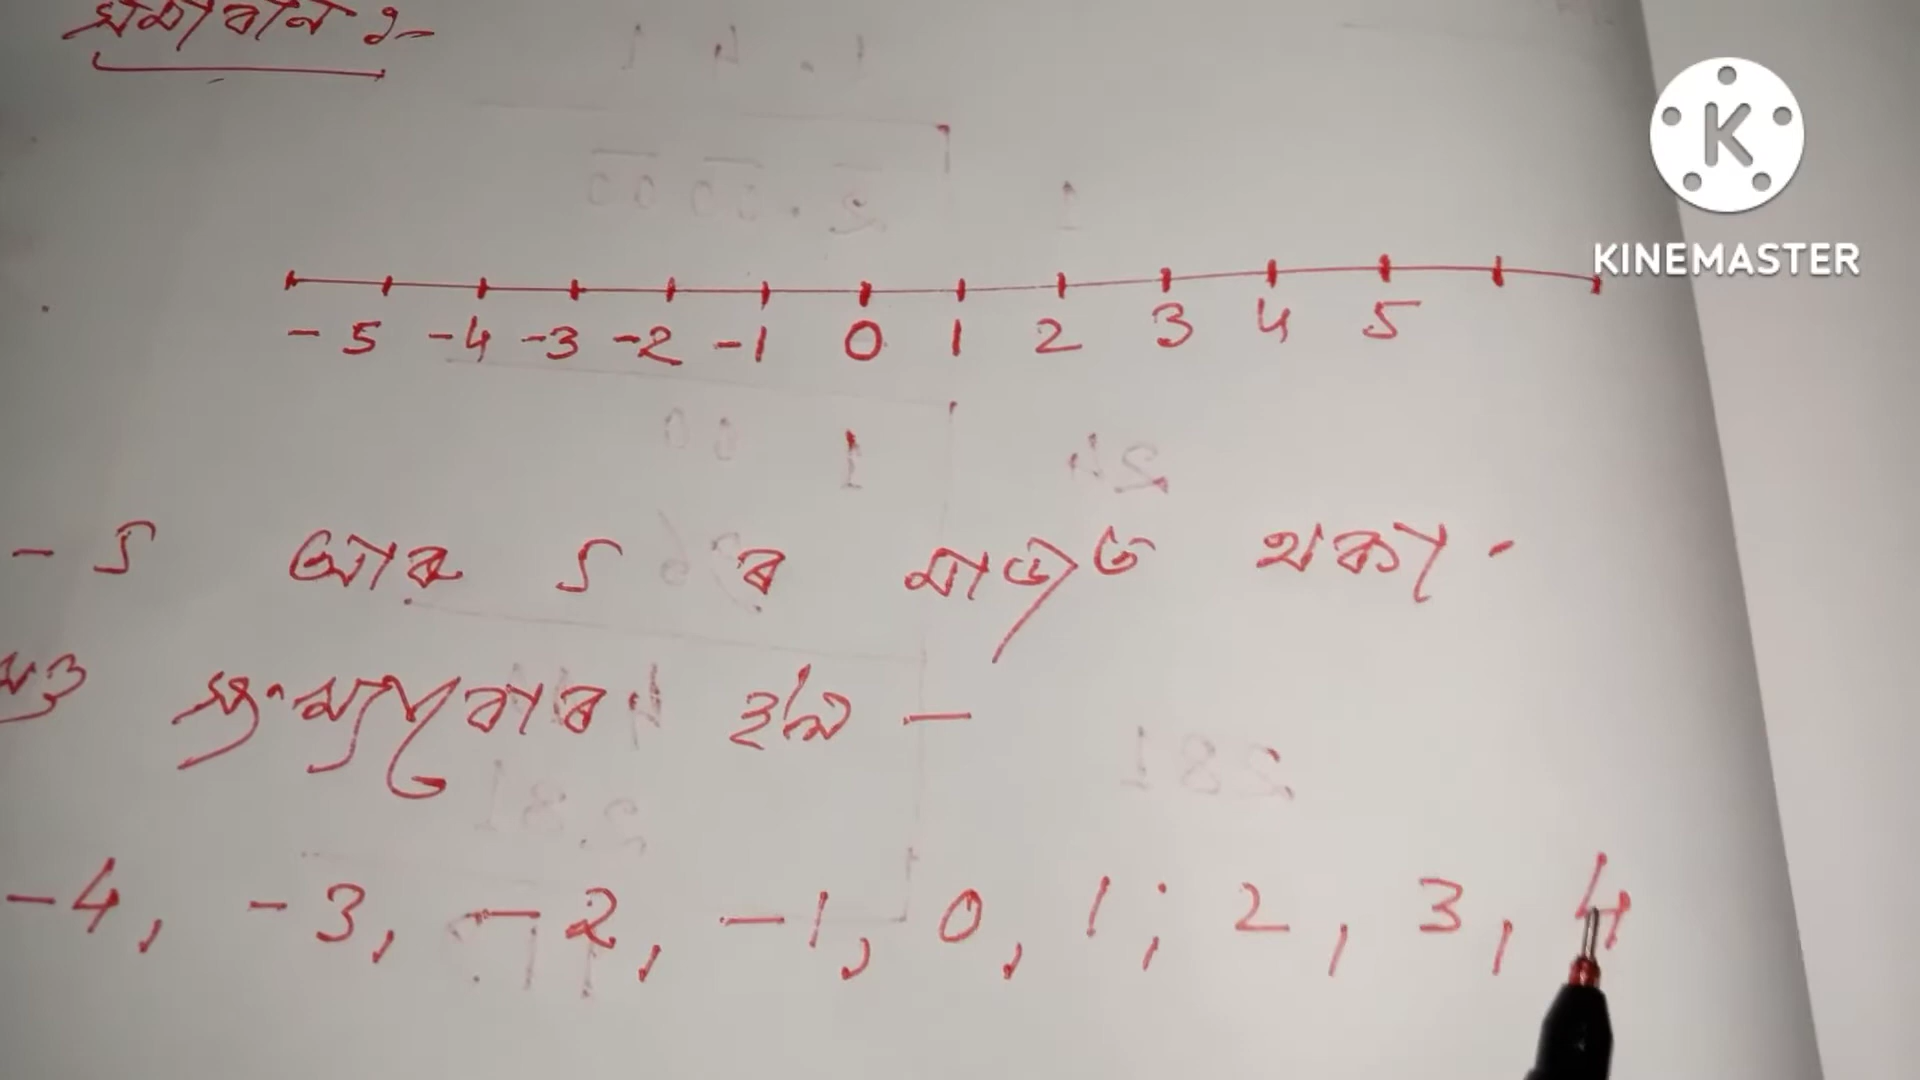 সমাধান :-
KINEMASTER
-5 -4 -3 -2 -1 0 1 2 3 4 5
- 5 আৰু 5 ৰ মাজত থকা
হ'ল —
-4, -3, -2, -1, 0, 1, 2, 3, 4